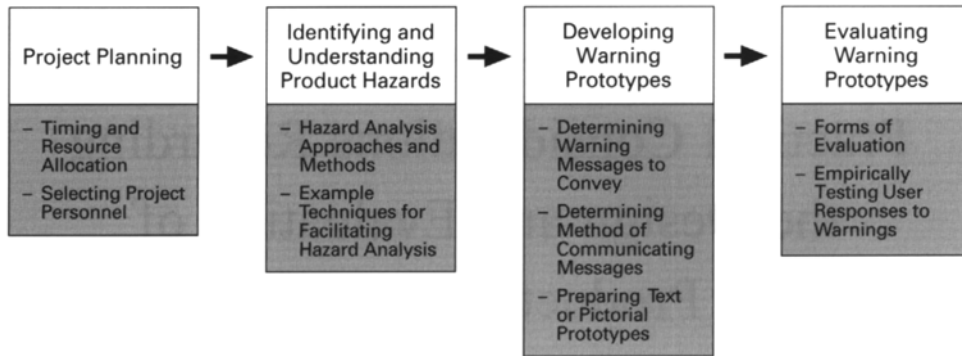 Project Planning
– Timing and
Resource
Allocation
– Selecting Project
Personnel
Identifying and
Understanding
Product Hazards
– Hazard Analysis
Approaches and
Methods
– Example
Techniques for
Facilitating
Hazard Analysis
Developing
Warning
Prototypes
– Determining
Warning
Messages to
Convey
– Determining
Method of
Communicating
Messages
– Preparing Text
or Pictorial
Prototypes
Evaluating
Warning
Prototypes
– Forms of
Evaluation
– Empirically
Testing User
Responses to
Warnings